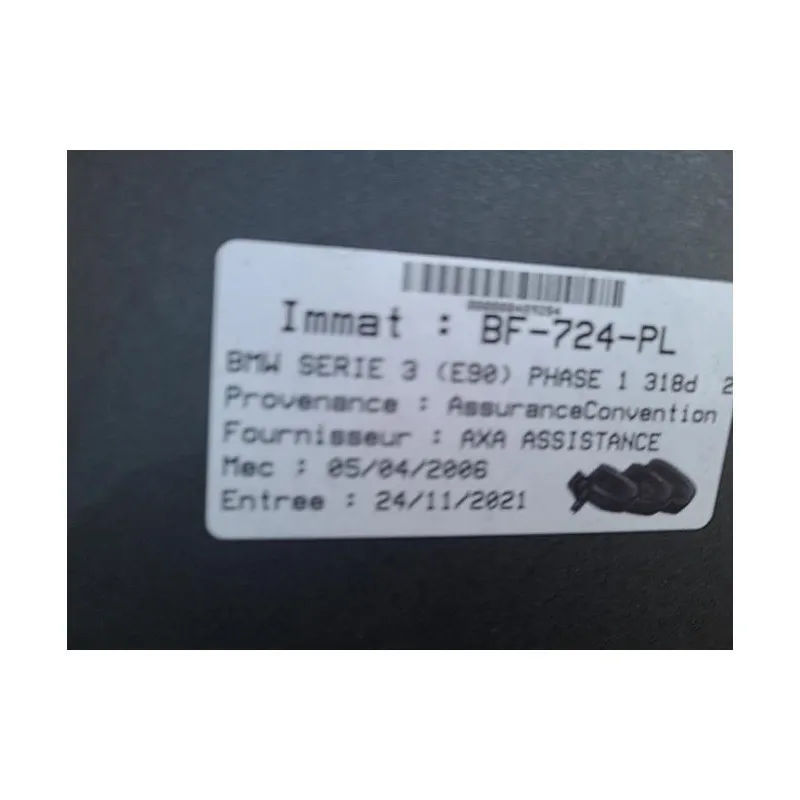 Immat : BF-724-PL
BMW SERIE 3 (E90) PHASE 1 318d 2
Provenance : AssuranceConvention
Fournisseur : AXA ASSISTANCE
Mec : 05/04/2006
Entree : 24/11/2021